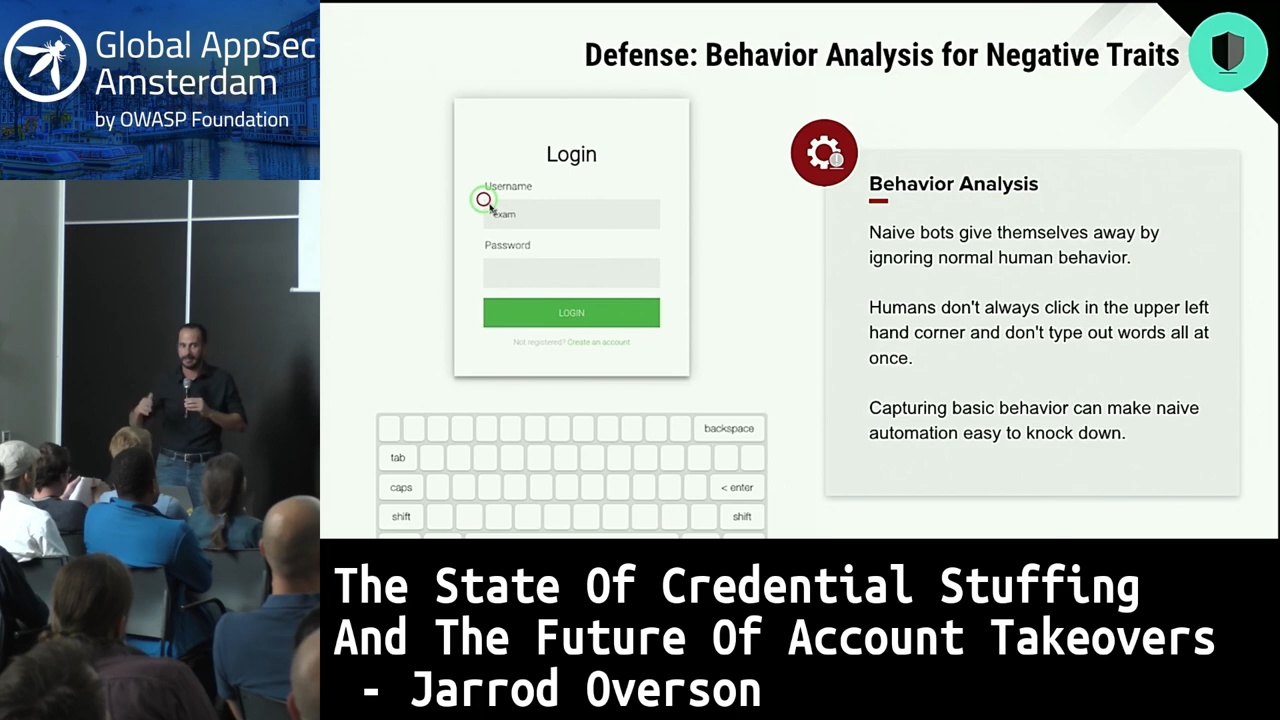 Global AppSec
Amsterdam
by OWASP Foundation
Defense: Behavior Analysis for Negative Traits
Login
Username
exam
Password
LOGIN
Not registered? Create an account
backspace
tab
caps
< enter
shift
shift
Behavior Analysis
Naive bots give themselves away by
ignoring normal human behavior.
Humans don't always click in the upper left
hand corner and don't type out words all at
once.
Capturing basic behavior can make naive
automation easy to knock down.
The State Of Credential Stuffing
And The Future Of Account Takeovers
- Jarrod Overson